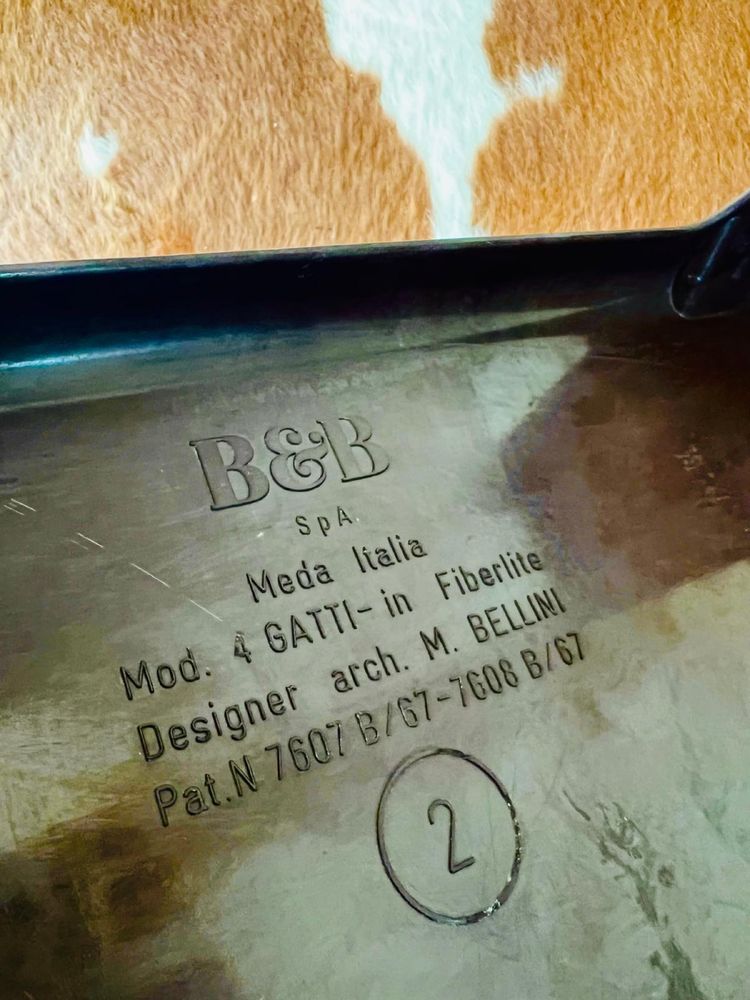 B&B
SpA
Meda Italia
Mod. 4 GATTI-in Fiberlite
Designer arch. M. BELLINI
Pat.N 7607 B/67-7608 B/67
2